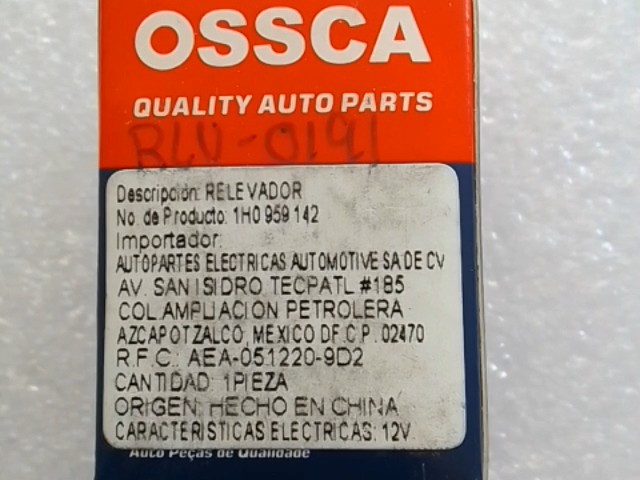 OSSCA
QUALITY AUTO PARTS
RLU-0191
Descripción: RELEVADOR
No. de Producto: 1H0 959 142
Importador:
AUTOPARTES ELECTRICAS AUTOMOTIVE SA DE CV
AV. SAN ISIDRO TECPATL #185
COL.AMPLIACION PETROLERA
AZCAPOTZALCO, MEXICO DF. C.P. 02470
R.F.C.: AEA-051220-9D2
CANTIDAD: 1PIEZA
ORIGEN: HECHO EN CHINA
CARACTERISTICAS ELECTRICAS: 12V
Auto Peças de Qualidade